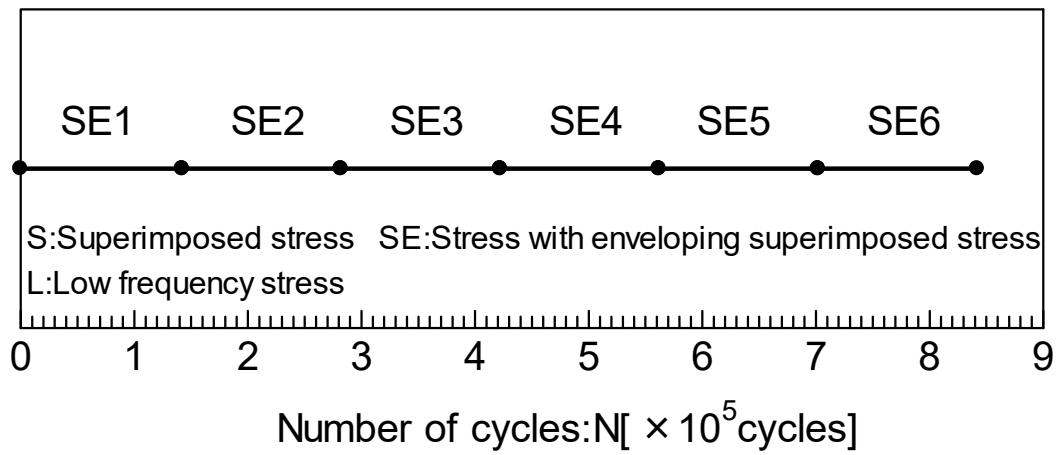 SE1 SE2 SE3 SE4 SE5 SE6
S:Superimposed stress SE:Stress with enveloping superimposed stress
L:Low frequency stress
0 1 2 3 4 5 6 7 8 9
Number of cycles:N[ ×10⁵cycles]